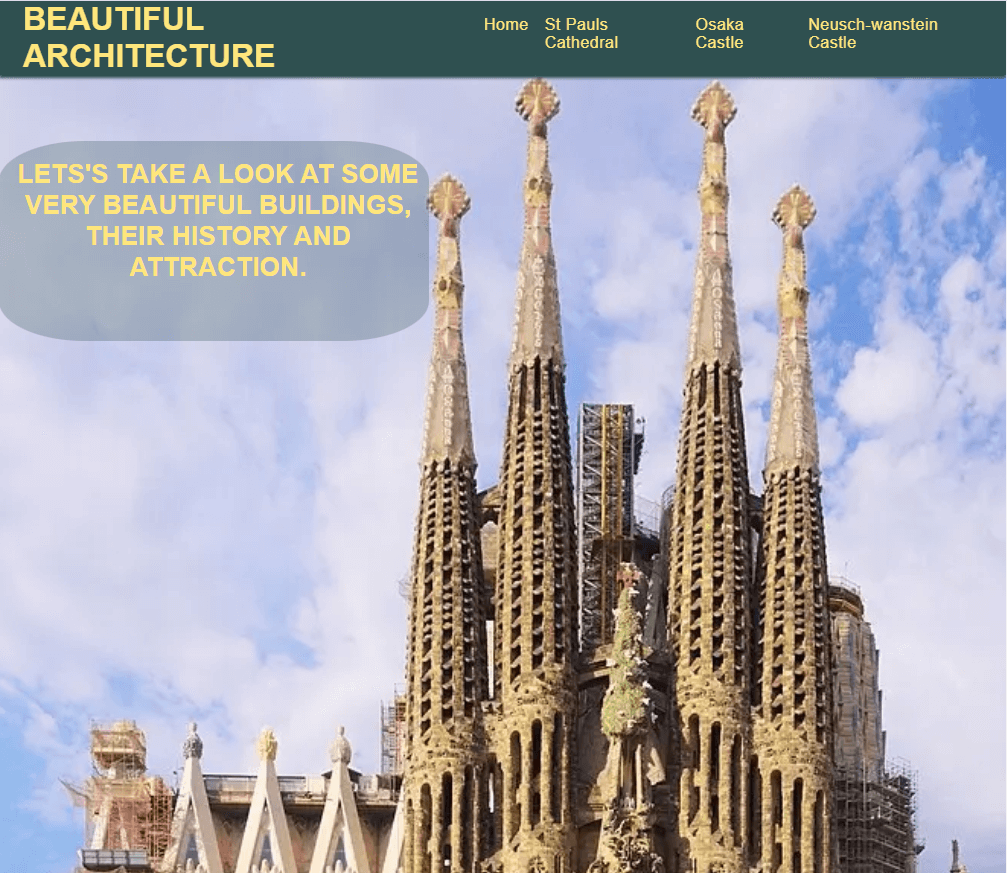 BEAUTIFUL
ARCHITECTURE
Home
St Pauls
Cathedral
Osaka
Castle
Neusch-wanstein
Castle
LETS'S TAKE A LOOK AT SOME
VERY BEAUTIFUL BUILDINGS,
THEIR HISTORY AND
ATTRACTION.